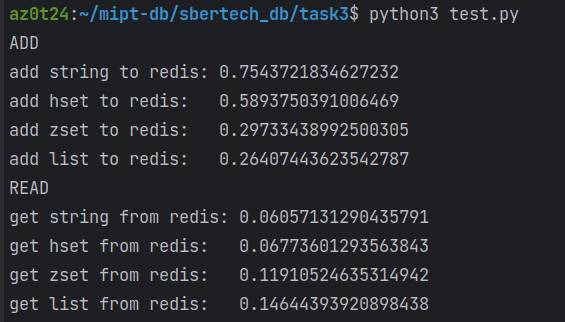 az0t24:~/mipt-db/sbertech_db/task3$ python3 test.py
ADD
add string to redis: 0.7543721834627232
add hset to redis:   0.5893750391006469
add zset to redis:   0.29733438992500305
add list to redis:   0.26407443623542787
READ
get string from redis: 0.06057131290435791
get hset from redis:   0.06773601293563843
get zset from redis:   0.11910524635314942
get list from redis:   0.14644393920898438